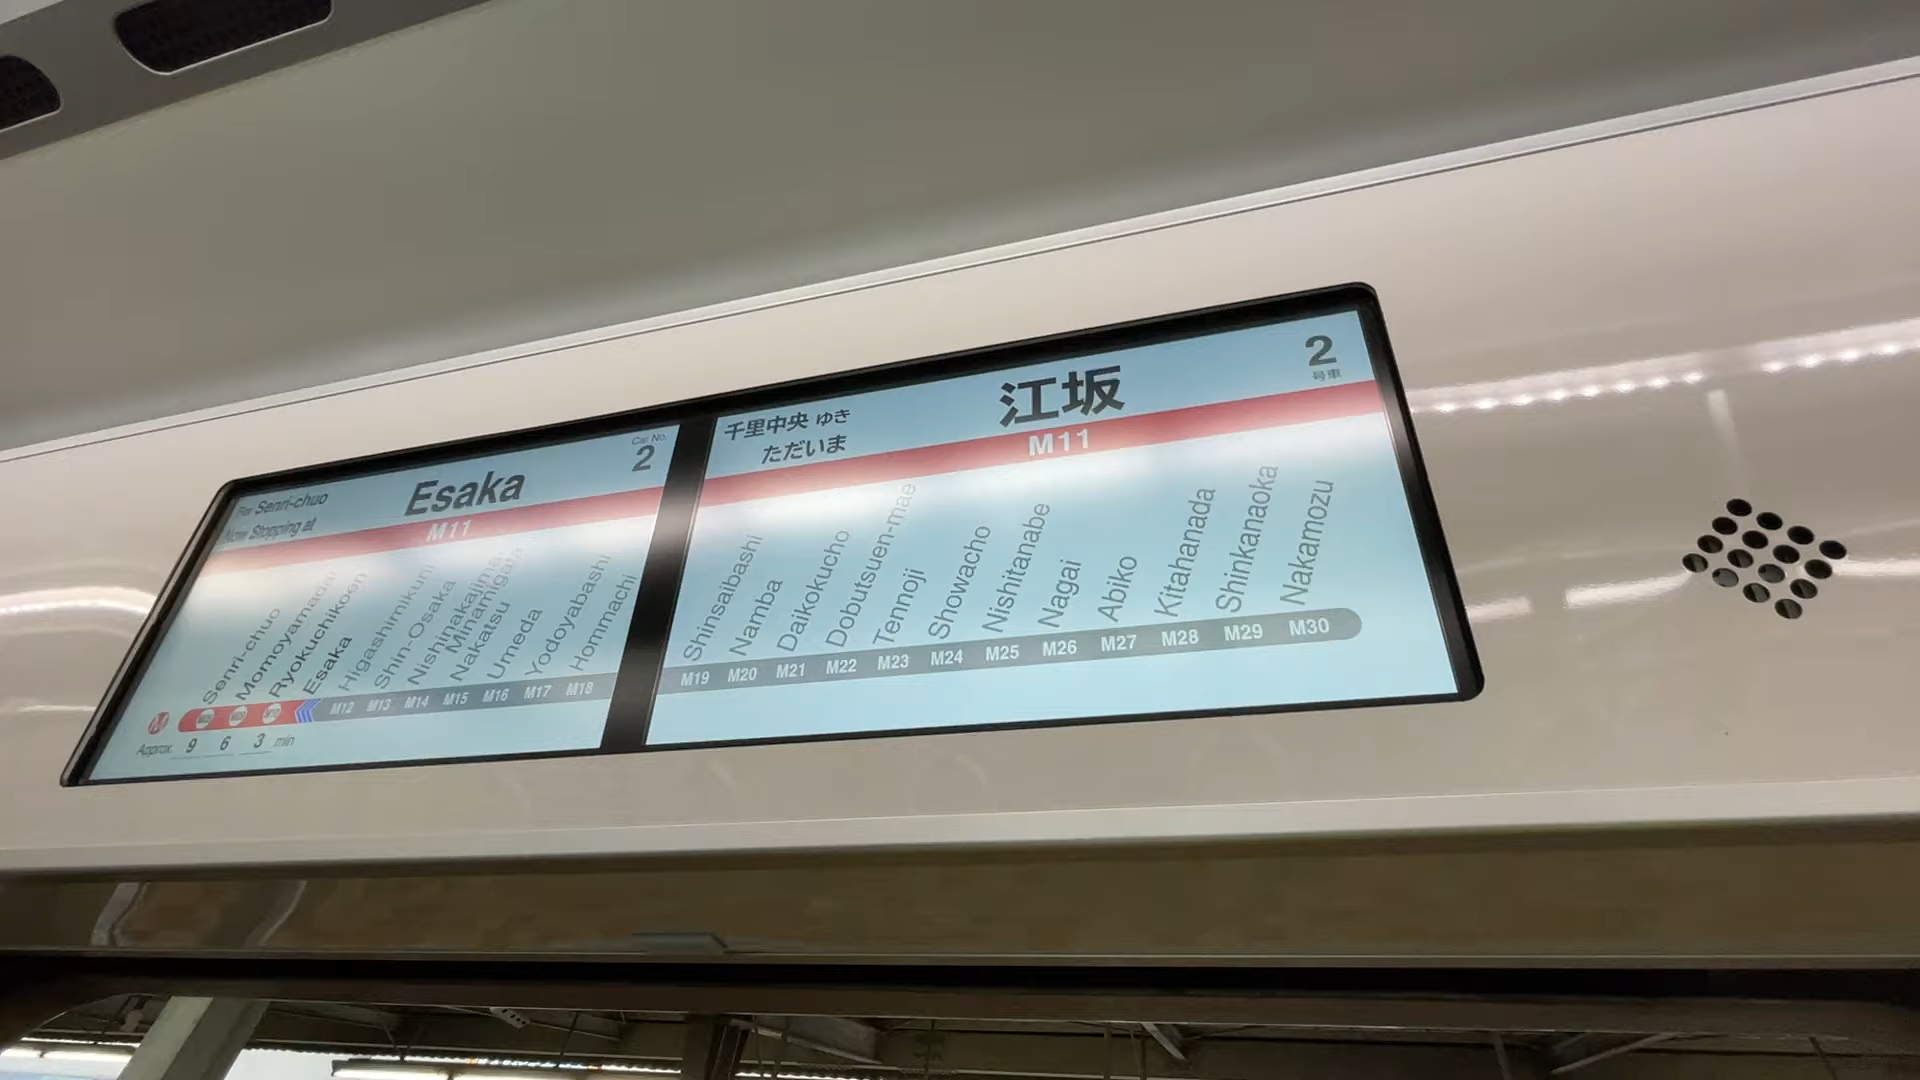 For Senri-chuo
Now Stopping at
Esaka
Car No.
2
M11
Senri-chuo
Momoyamadai
Ryokuchikoen
Esaka
Higashimikuni
Shin-Osaka
Nishinakajima-
Minamigata
Nakatsu
Umeda
Yodoyabashi
Hommachi
M12 M13 M14 M15 M16 M17 M18
Approx. 9 6 3 min
千里中央 ゆき
ただいま
江坂
2
号車
M11
Shinsaibashi
Namba
Daikokucho
Dobutsuen-mae
Tennoji
Showacho
Nishitanabe
Nagai
Abiko
Kitahanada
Shinkanaoka
Nakamozu
M19 M20 M21 M22 M23 M24 M25 M26 M27 M28 M29 M30